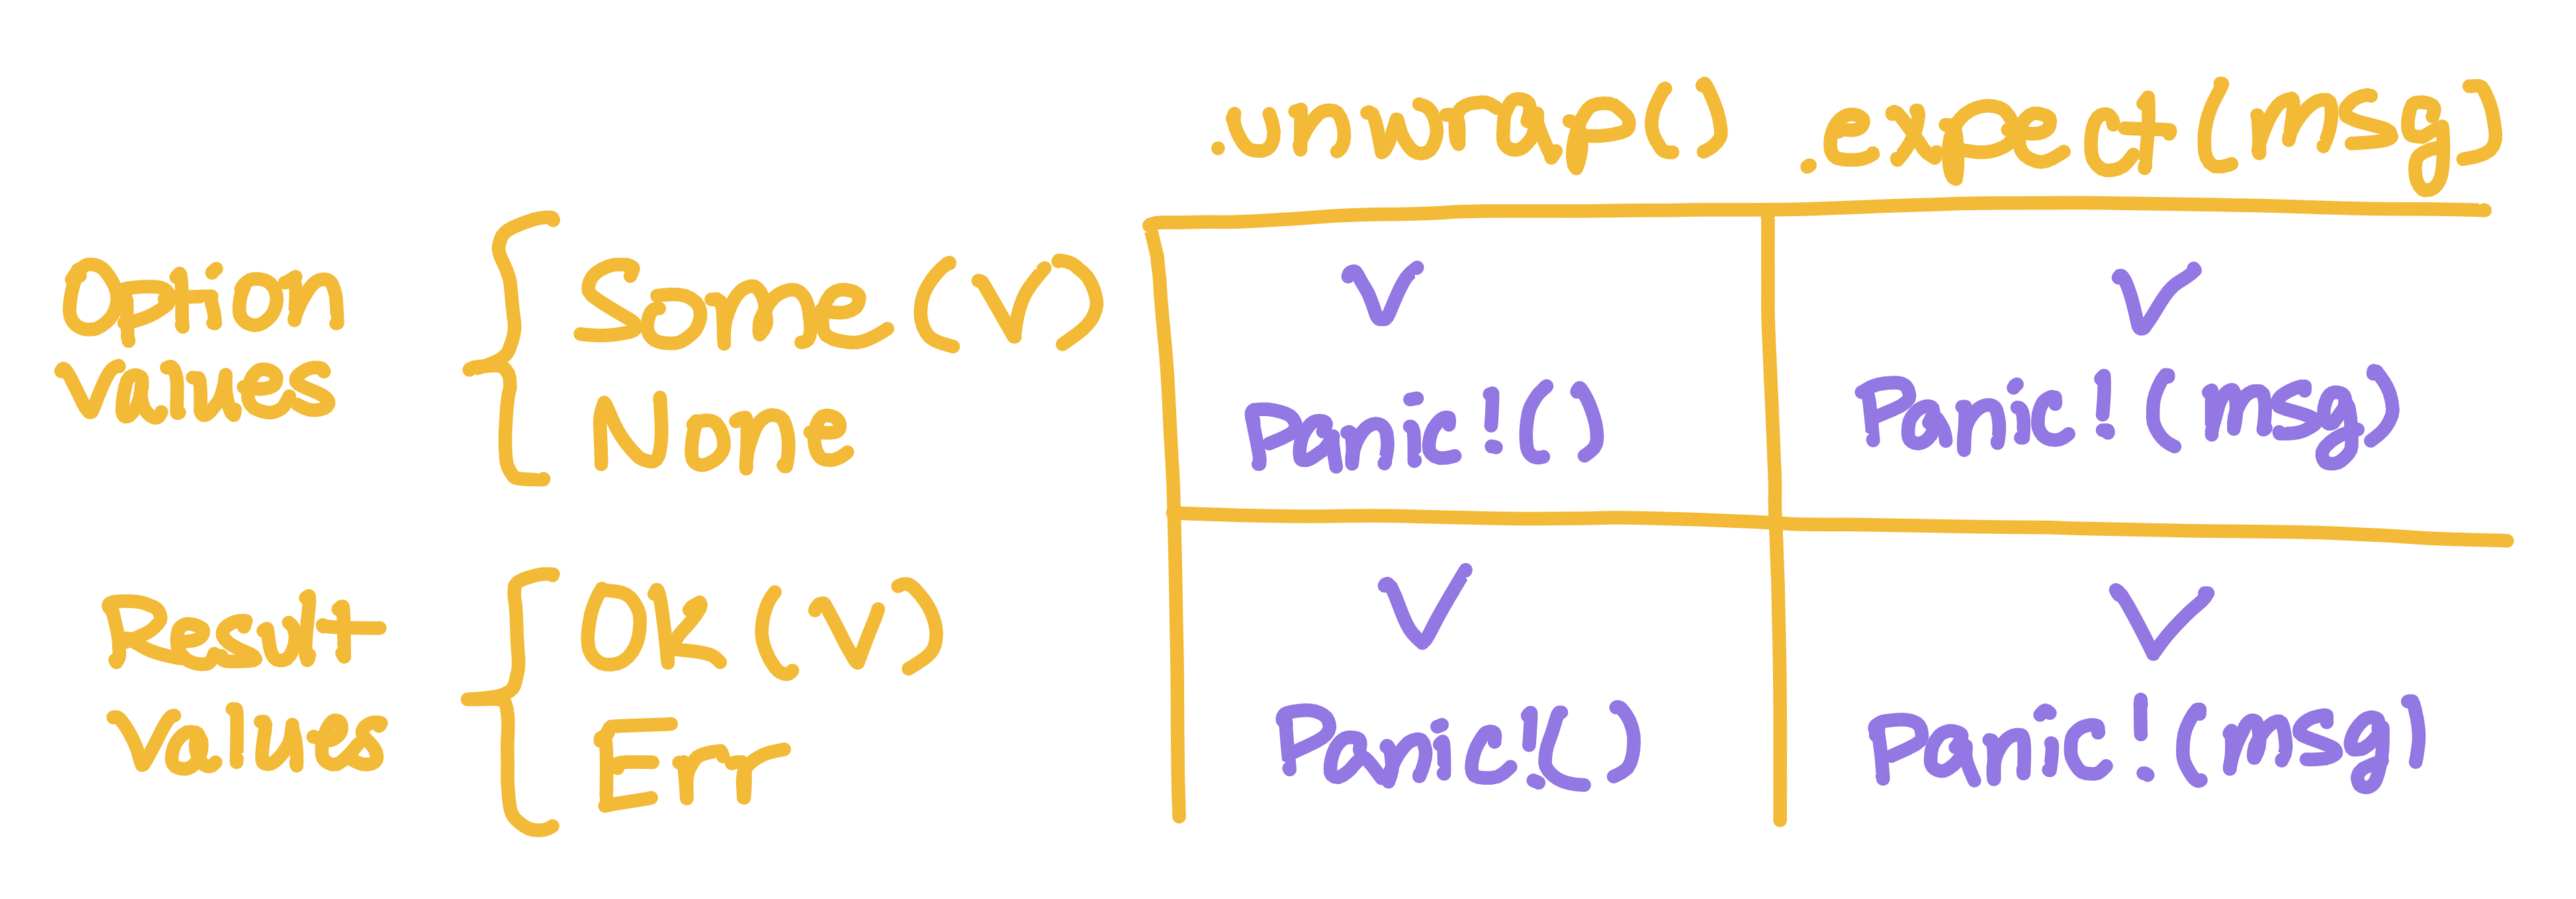 .unwrap() .expect(msg)
Option
values
Some(V)
None
V
Panic!()
V
Panic!(msg)
Result
Values
OK(V)
Err
V
Panic!()
V
Panic!(msg)